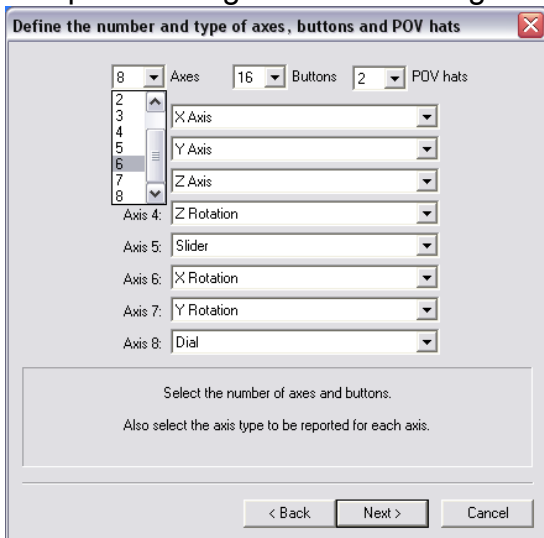 Define the number and type of axes, buttons and POV hats
8 Axes 16 Buttons 2 POV hats
2
3
4
5
6
7
8
X Axis
Y Axis
Z Axis
Axis 4: Z Rotation
Axis 5: Slider
Axis 6: X Rotation
Axis 7: Y Rotation
Axis 8: Dial
Select the number of axes and buttons.
Also select the axis type to be reported for each axis.
< Back Next > Cancel